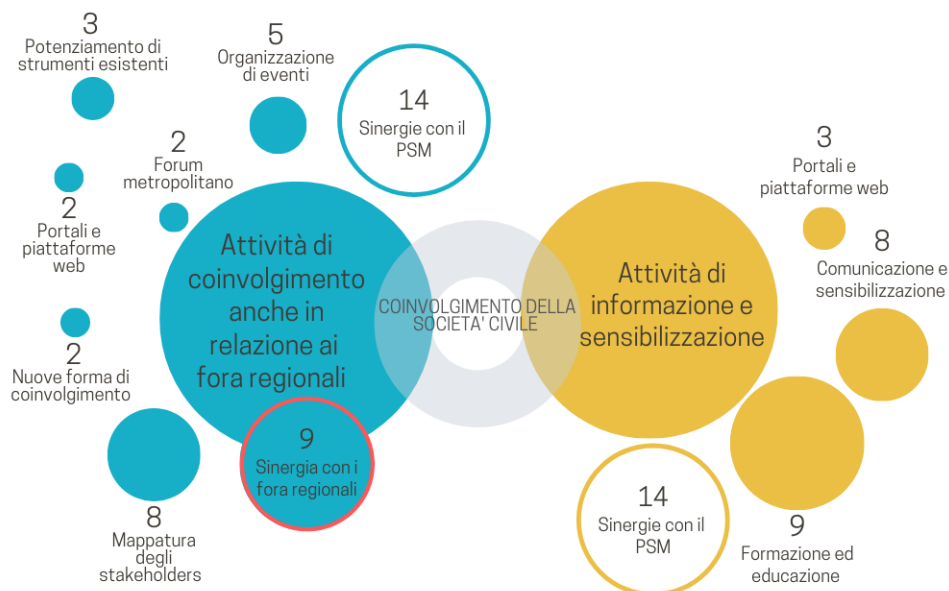 3
Potenziamento di
strumenti esistenti
5
Organizzazione
di eventi
14
Sinergie con il
PSM
2
Forum
metropolitano
2
Portali e
piattaforme
web
2
Nuove forma di
coinvolgimento
Attività di
coinvolgimento
anche in
relazione ai
fora regionali
9
Sinergia con i
fora regionali
8
Mappatura
degli
stakeholders
COINVOLGIMENTO DELLA
SOCIETA' CIVILE
Attività di
informazione e
sensibilizzazione
3
Portali e
piattaforme web
8
Comunicazione e
sensibilizzazione
14
Sinergie con il
PSM
9
Formazione ed
educazione